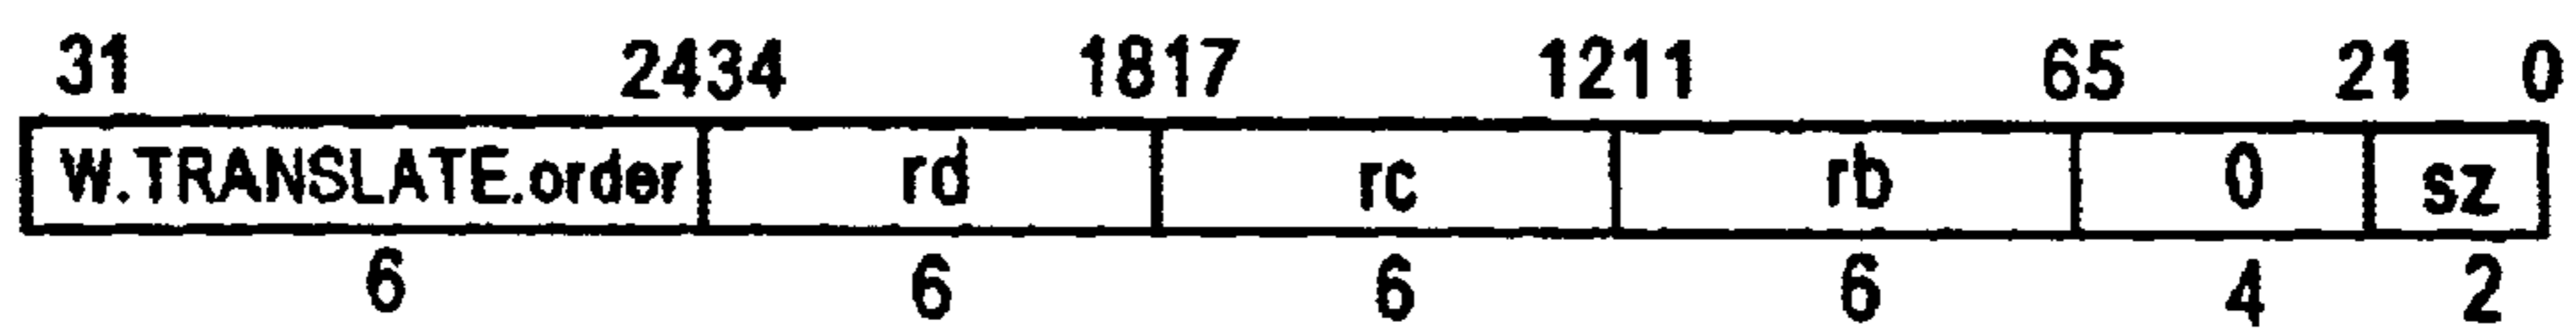 31 2434 1817 1211 65 21 0
W.TRANSLATE.order rd rc rb 0 sz
6 6 6 6 4 2